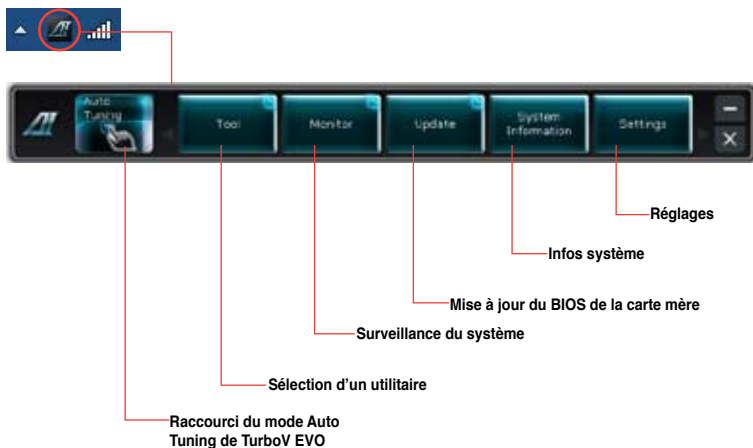 Auto
Tuning
Tool
Monitor
Update
System
Information
Settings
Réglages
Infos système
Mise à jour du BIOS de la carte mère
Surveillance du système
Sélection d'un utilitaire
Raccourci du mode Auto
Tuning de TurboV EVO